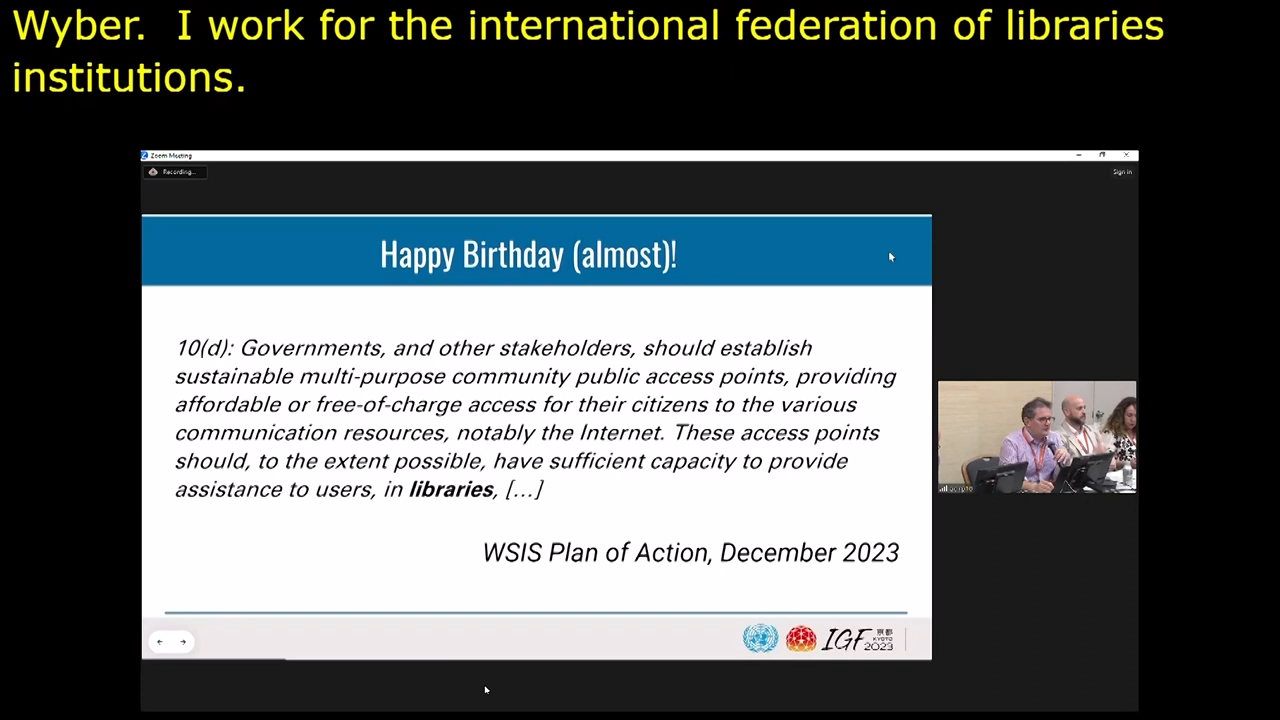 Wyber.  I work for the international federation of libraries
institutions.
Zoom Meeting
Recording...
Sign in
Happy Birthday (almost)!
10(d): Governments, and other stakeholders, should establish
sustainable multi-purpose community public access points, providing
affordable or free-of-charge access for their citizens to the various
communication resources, notably the Internet. These access points
should, to the extent possible, have sufficient capacity to provide
assistance to users, in libraries, [...]
WSIS Plan of Action, December 2023
IGF 京都
KYOTO
2023